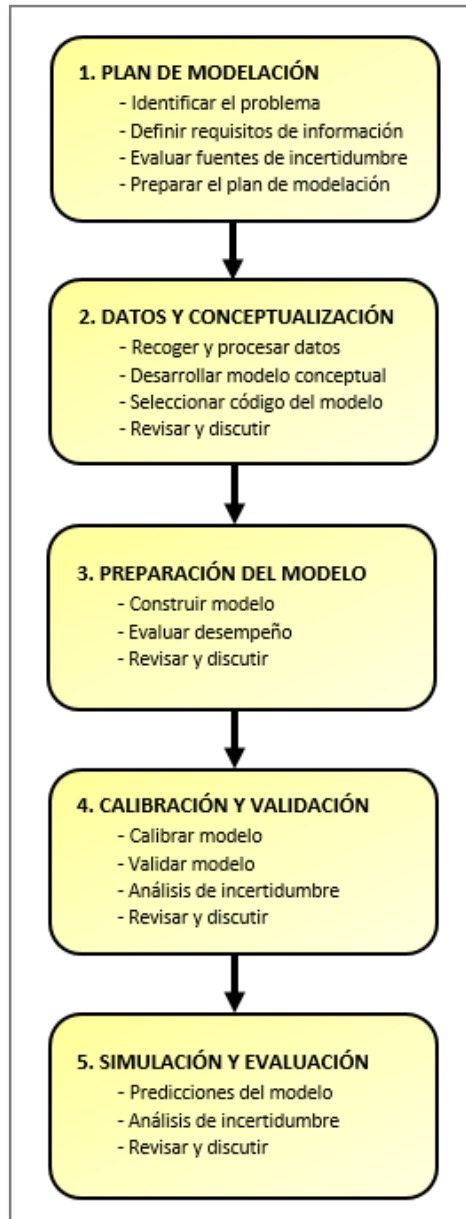 1. PLAN DE MODELACIÓN
- Identificar el problema
- Definir requisitos de información
- Evaluar fuentes de incertidumbre
- Preparar el plan de modelación
2. DATOS Y CONCEPTUALIZACIÓN
- Recoger y procesar datos
- Desarrollar modelo conceptual
- Seleccionar código del modelo
- Revisar y discutir
3. PREPARACIÓN DEL MODELO
- Construir modelo
- Evaluar desempeño
- Revisar y discutir
4. CALIBRACIÓN Y VALIDACIÓN
- Calibrar modelo
- Validar modelo
- Análisis de incertidumbre
- Revisar y discutir
5. SIMULACIÓN Y EVALUACIÓN
- Predicciones del modelo
- Análisis de incertidumbre
- Revisar y discutir